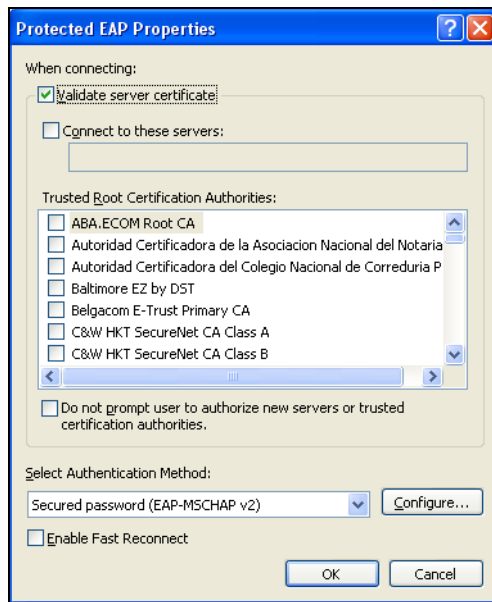 Protected EAP Properties
When connecting:
Validate server certificate
Connect to these servers:
Trusted Root Certification Authorities:
ABA.ECOM Root CA
Autoridad Certificadora de la Asociacion Nacional del Notaria
Autoridad Certificadora del Colegio Nacional de Correduria P
Baltimore EZ by DST
Belgacom E-Trust Primary CA
C&W HKT SecureNet CA Class A
C&W HKT SecureNet CA Class B
Do not prompt user to authorize new servers or trusted
certification authorities.
Select Authentication Method:
Secured password (EAP-MSCHAP v2)
Configure...
Enable Fast Reconnect
OK
Cancel